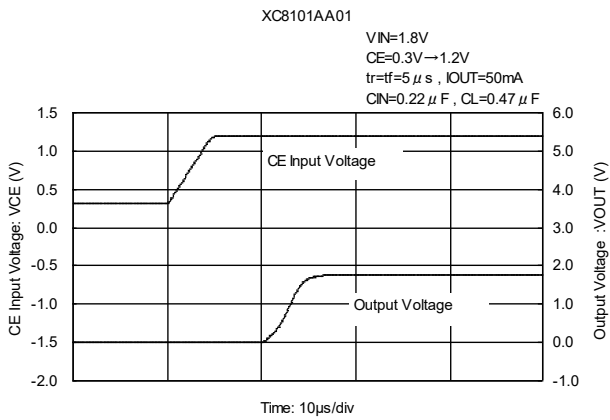 XC8101AA01
VIN=1.8V
CE=0.3V→1.2V
tr=tf=5μs , IOUT=50mA
CIN=0.22μF , CL=0.47μF
CE Input Voltage: VCE (V)
1.5
1.0
0.5
0.0
-0.5
-1.0
-1.5
-2.0
CE Input Voltage
Output Voltage
6.0
5.0
4.0
3.0
2.0
1.0
0.0
-1.0
Output Voltage :VOUT (V)
Time: 10μs/div